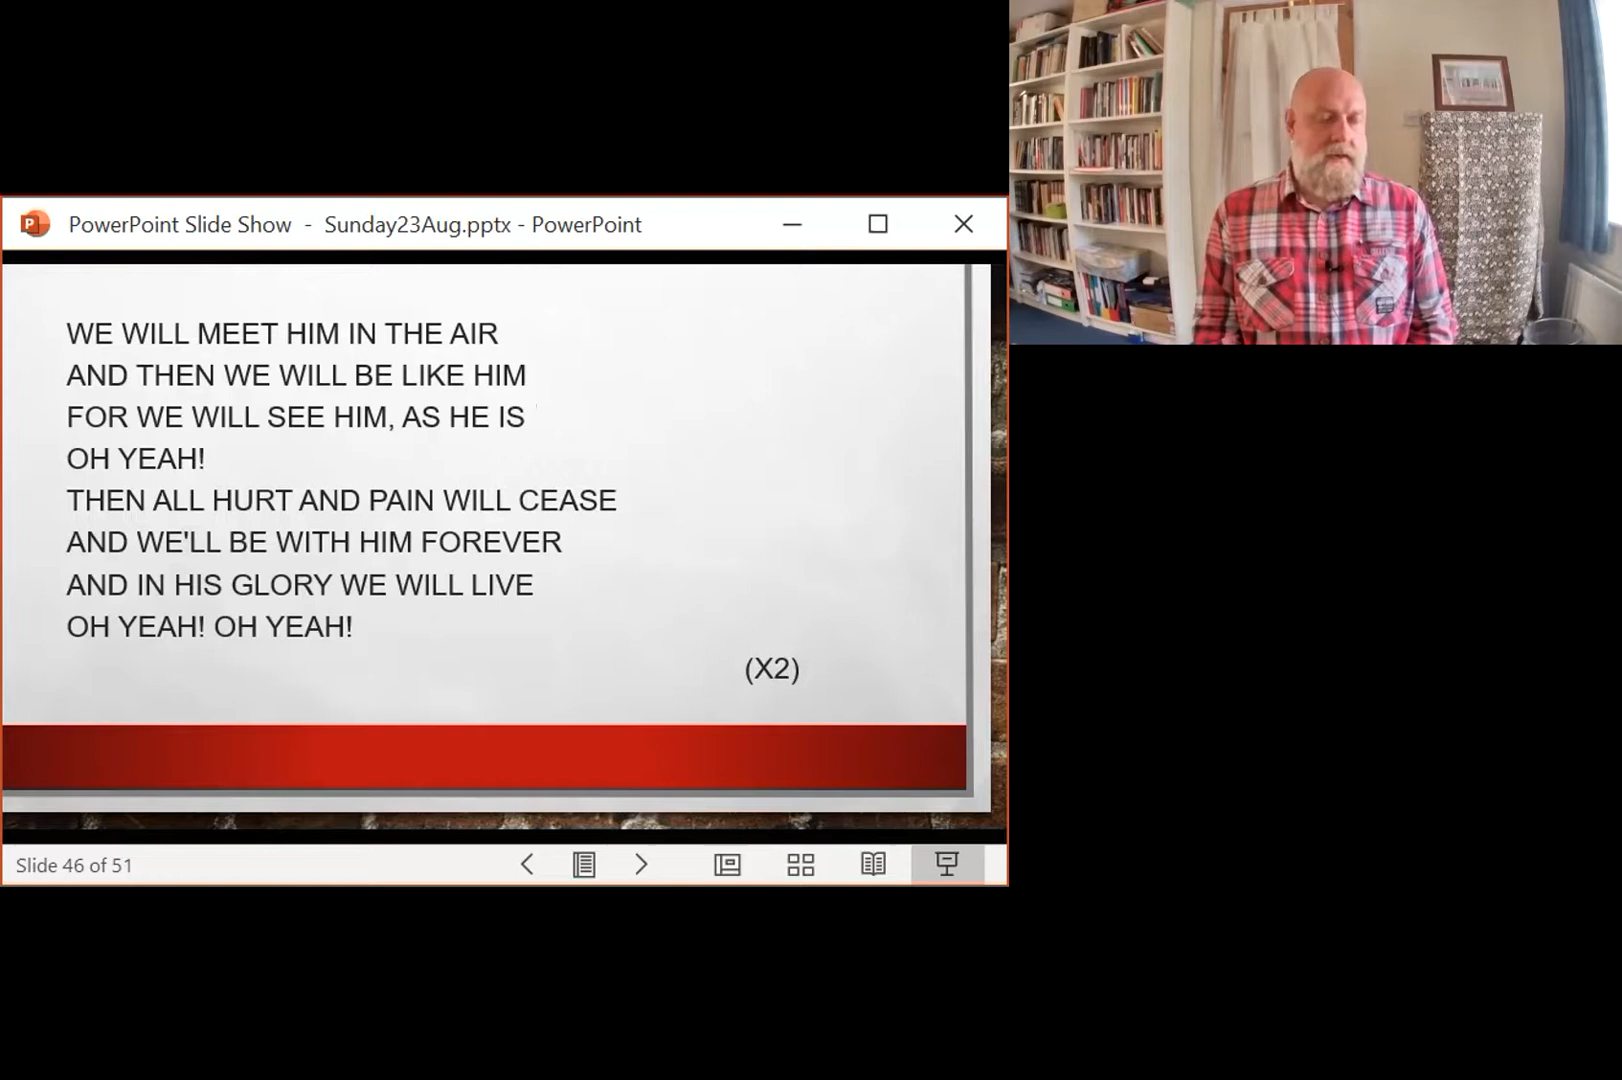 PowerPoint Slide Show - Sunday23Aug.pptx - PowerPoint
WE WILL MEET HIM IN THE AIR
AND THEN WE WILL BE LIKE HIM
FOR WE WILL SEE HIM, AS HE IS
OH YEAH!
THEN ALL HURT AND PAIN WILL CEASE
AND WE'LL BE WITH HIM FOREVER
AND IN HIS GLORY WE WILL LIVE
OH YEAH! OH YEAH!
(X2)
Slide 46 of 51